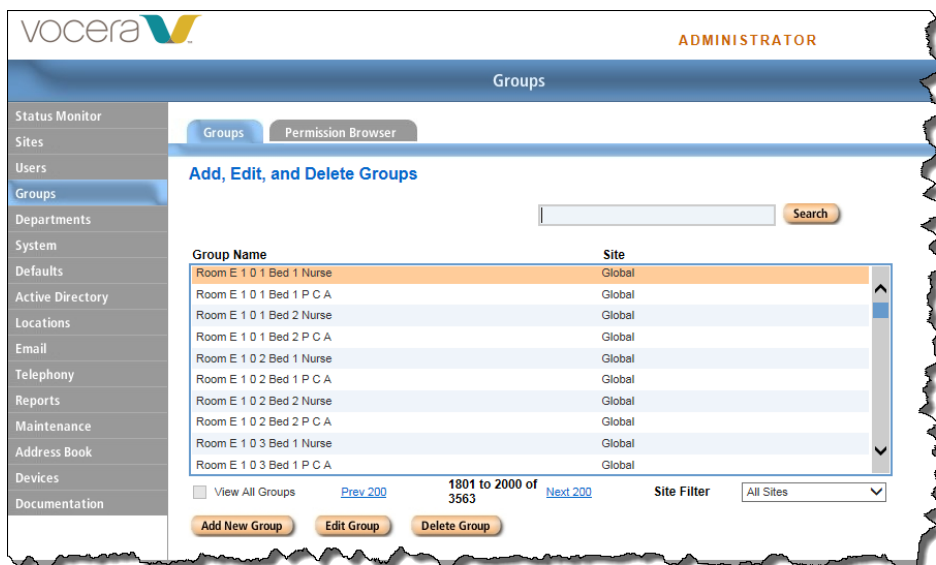 vocera
ADMINISTRATOR
Groups
Status Monitor
Sites
Users
Groups
Departments
System
Defaults
Active Directory
Locations
Email
Telephony
Reports
Maintenance
Address Book
Devices
Documentation
Groups
Permission Browser
Add, Edit, and Delete Groups
Search
Group Name Site
Room E 1 0 1 Bed 1 Nurse Global
Room E 1 0 1 Bed 1 P C A Global
Room E 1 0 1 Bed 2 Nurse Global
Room E 1 0 1 Bed 2 P C A Global
Room E 1 0 2 Bed 1 Nurse Global
Room E 1 0 2 Bed 1 P C A Global
Room E 1 0 2 Bed 2 Nurse Global
Room E 1 0 2 Bed 2 P C A Global
Room E 1 0 3 Bed 1 Nurse Global
Room E 1 0 3 Bed 1 P C A Global
View All Groups
Prev 200
1801 to 2000 of
3563
Next 200
Site Filter
All Sites
Add New Group
Edit Group
Delete Group